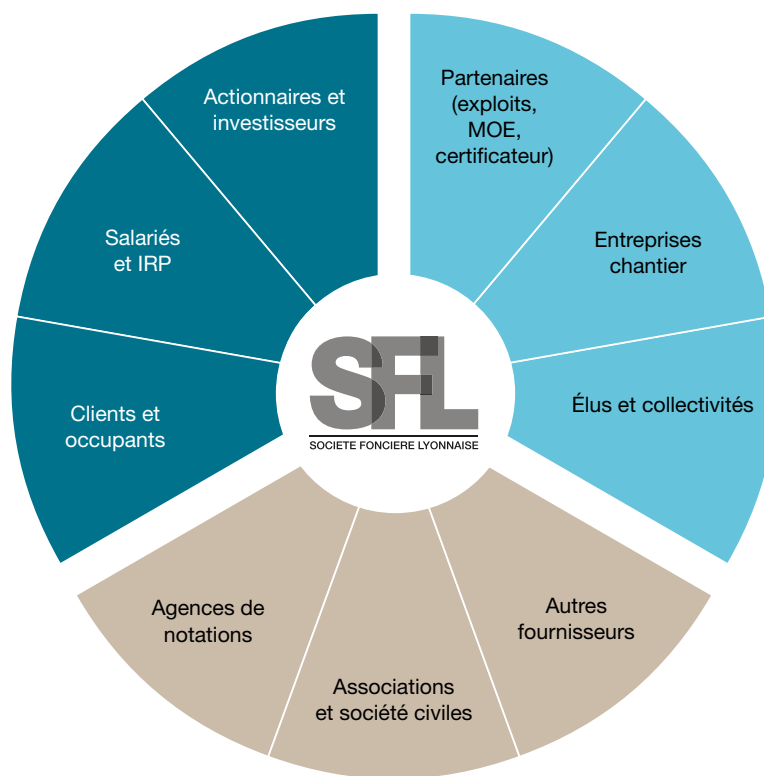 Actionnaires et
investisseurs
Partenaires
(exploits,
MOE,
certificateur)
Salariés
et IRP
Entreprises
chantier
Clients et
occupants
SFL
SOCIETE FONCIERE LYONNAISE
Élus et collectivités
Agences de
notations
Autres
fournisseurs
Associations
et société civiles